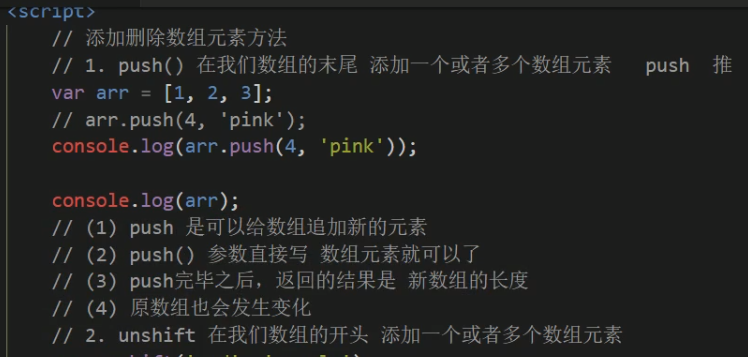 <script>
// 添加删除数组元素方法
// 1. push() 在我们数组的末尾 添加一个或者多个数组元素 push 推
var arr = [1, 2, 3];
// arr.push(4, 'pink');
console.log(arr.push(4, 'pink'));
console.log(arr);
// (1) push 是可以给数组追加新的元素
// (2) push() 参数直接写 数组元素就可以了
// (3) push完毕之后，返回的结果是 新数组的长度
// (4) 原数组也会发生变化
// 2. unshift 在我们数组的开头 添加一个或者多个数组元素